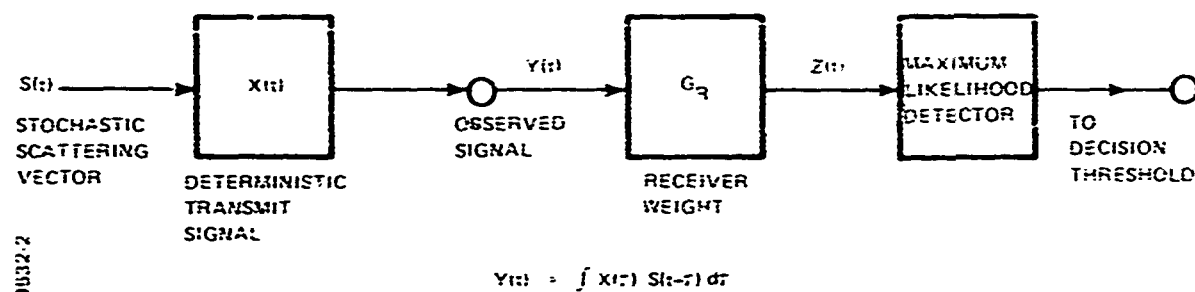 S(t)
STOCHASTIC
SCATTERING
VECTOR
X(t)
DETERMINISTIC
TRANSMIT
SIGNAL
Y(t)
OBSERVED
SIGNAL
G_R
RECEIVER
WEIGHT
Z(t)
MAXIMUM
LIKELIHOOD
DETECTOR
TO
DECISION
THRESHOLD
Y(t) = ∫ X(τ) S(t-τ) dτ